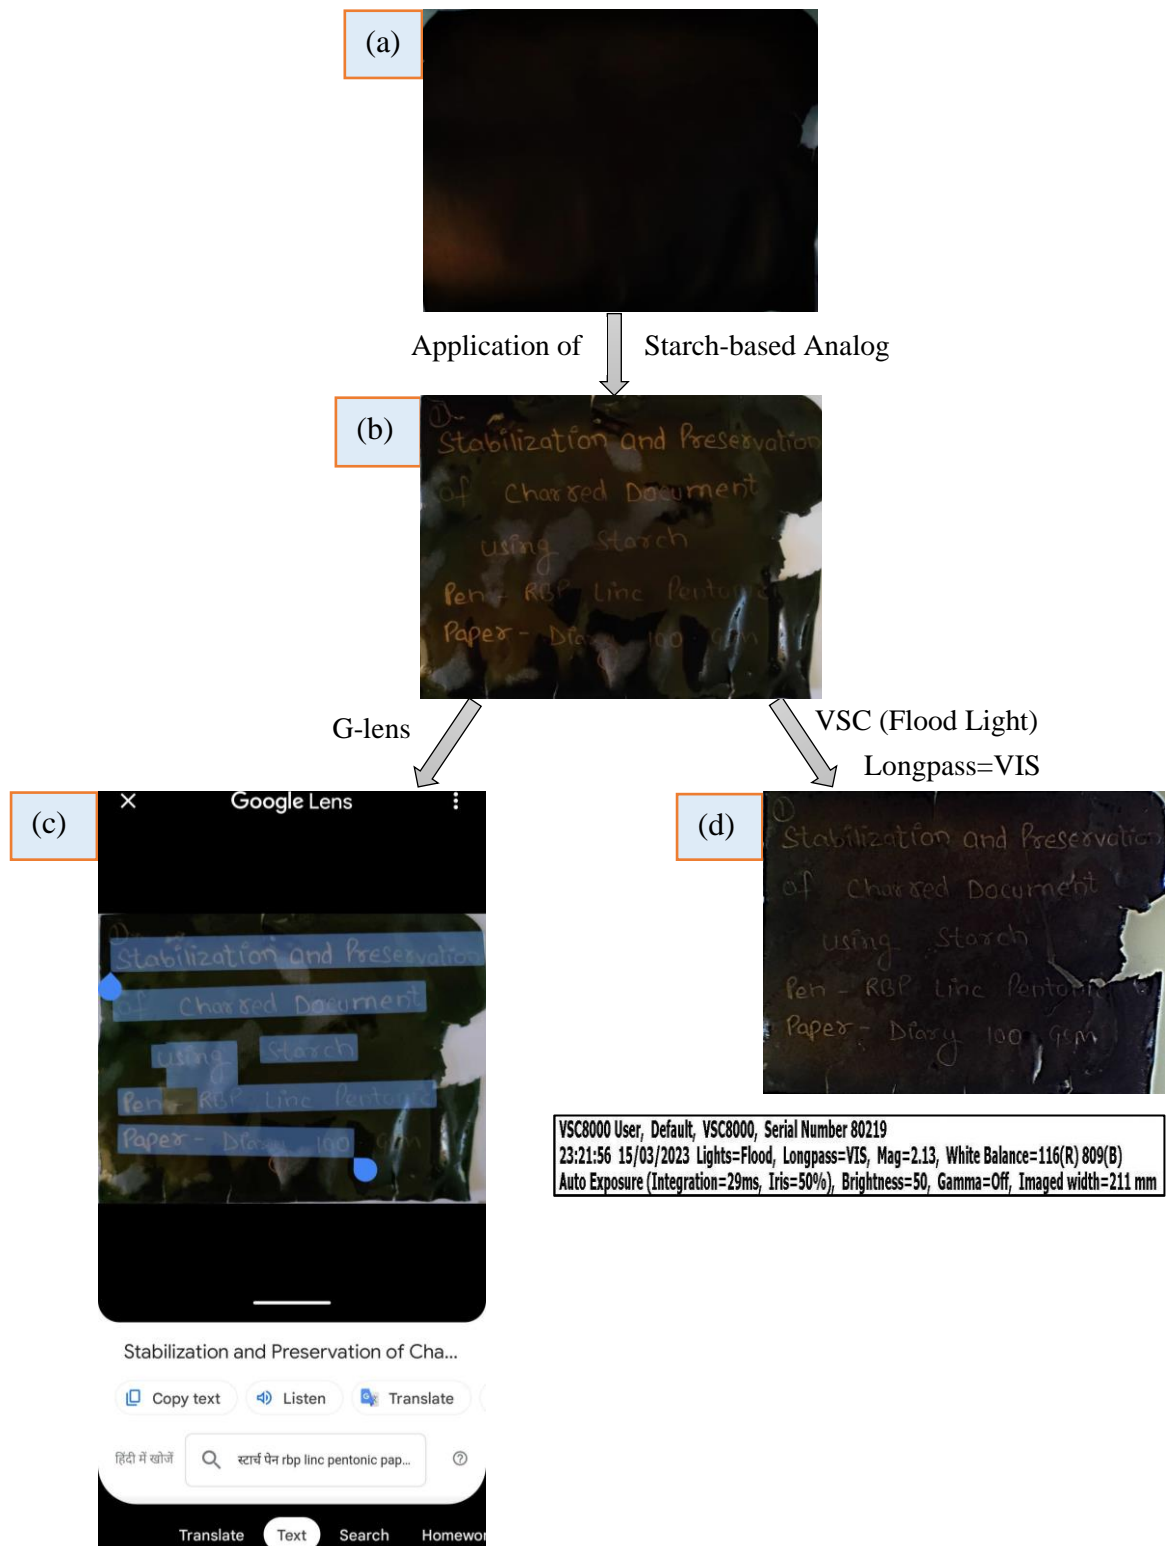 (a)
Application of Starch-based Analog
(b)
①
Stabilization and Preservation
of Charred Document
using Starch
Pen - RBP Linc Pentonic
Paper - Diary 100 GSM
G-lens
VSC (Flood Light)
Longpass=VIS
(c)
Google Lens
①
Stabilization and Preservation
of Charred Document
using Starch
Pen - RBP Linc Pentonic
Paper - Diary 100 GSM
Stabilization and Preservation of Cha...
Copy text Listen Translate
हिंदी में खोजें स्टार्च पेन rbp linc pentonic pap...
Translate Text Search Homewor
(d)
①
Stabilization and Preservation
of Charred Document
using Starch
Pen - RBP Linc Pentonic
Paper - Diary 100 GSM
VSC8000 User, Default, VSC8000, Serial Number 80219
23:21:56 15/03/2023 Lights=Flood, Longpass=VIS, Mag=2.13, White Balance=116(R) 809(B)
Auto Exposure (Integration=29ms, Iris=50%), Brightness=50, Gamma=Off, Imaged width=211 mm